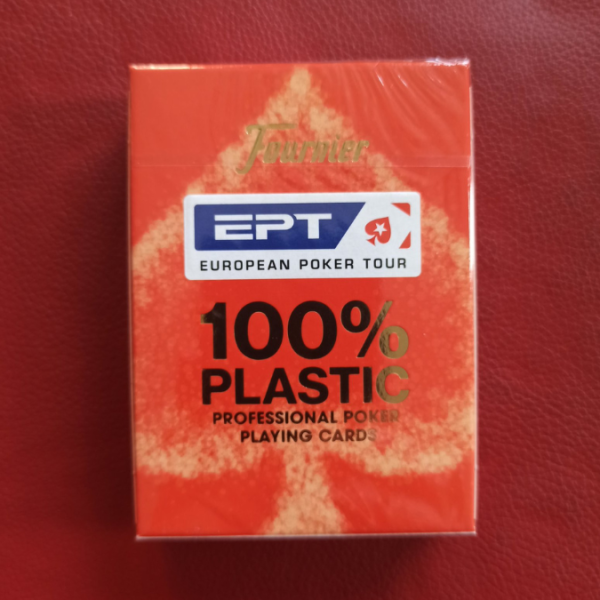 Fournier
EPT
EUROPEAN POKER TOUR
100%
PLASTIC
PROFESSIONAL POKER
PLAYING CARDS